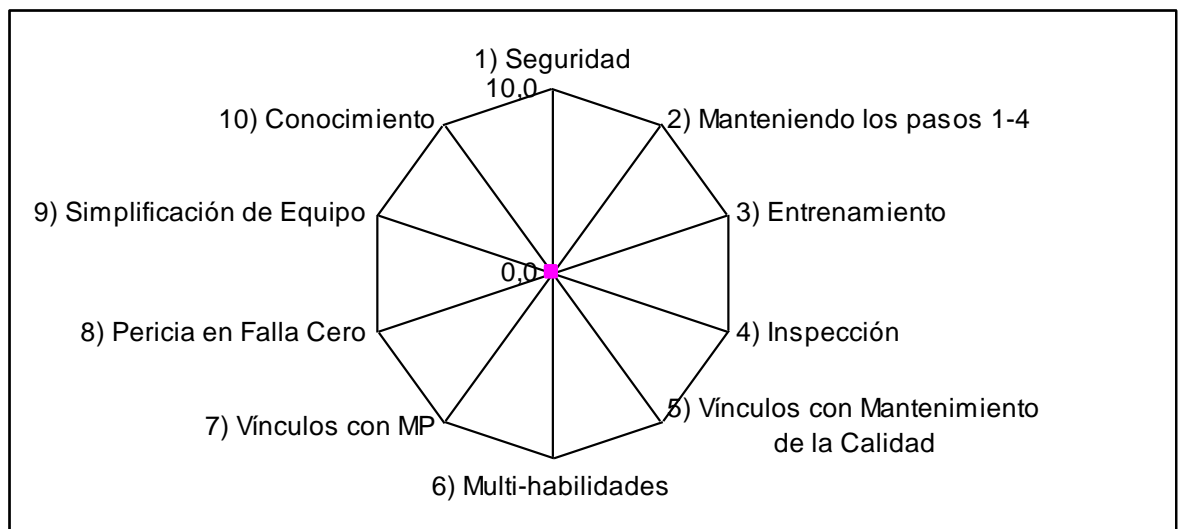 1) Seguridad
10,0
2) Manteniendo los pasos 1-4
10) Conocimiento
3) Entrenamiento
9) Simplificación de Equipo
0,0
4) Inspección
8) Pericia en Falla Cero
5) Vínculos con Mantenimiento
de la Calidad
7) Vínculos con MP
6) Multi-habilidades